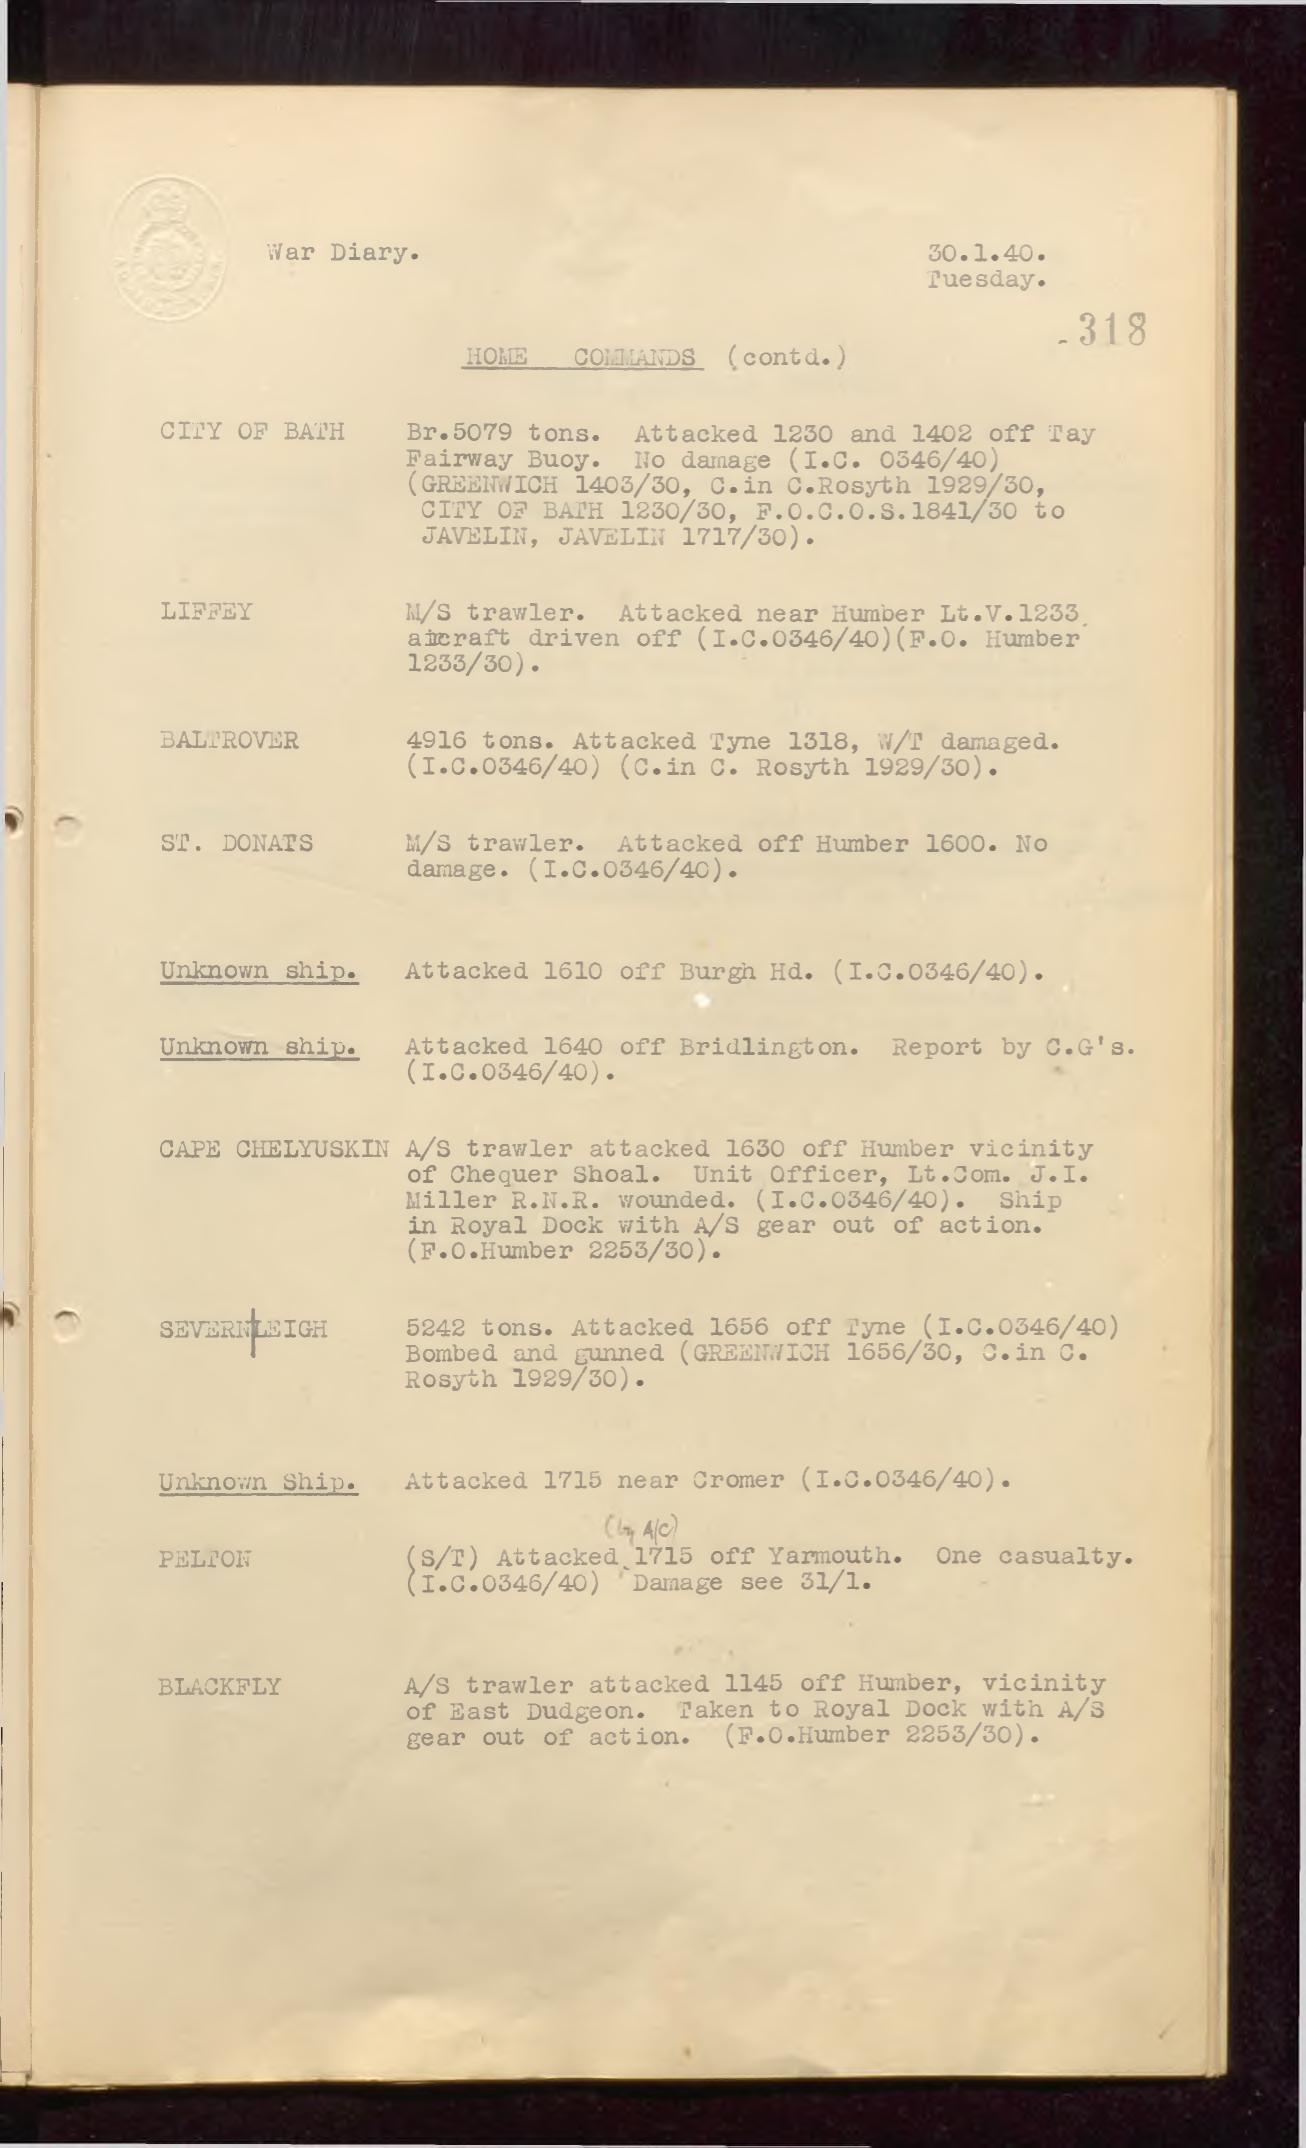 War Diary.
30.1.40.
Tuesday.
318
HOME COMMANDS (contd.)
CITY OF BATH Br.5079 tons. Attacked 1230 and 1402 off Tay
Fairway Buoy. No damage (I.C. 0346/40)
(GREENWICH 1403/30, C.in C.Rosyth 1929/30,
CITY OF BATH 1230/30, F.O.C.O.S.1841/30 to
JAVELIN, JAVELIN 1717/30).
LIFFEY M/S trawler. Attacked near Humber Lt.V.1233,
aircraft driven off (I.C.0346/40)(F.O. Humber
1233/30).
BALTROVER 4916 tons. Attacked Tyne 1318, W/T damaged.
(I.C.0346/40) (C.in C. Rosyth 1929/30).
ST. DONATS M/S trawler. Attacked off Humber 1600. No
damage. (I.C.0346/40).
Unknown ship. Attacked 1610 off Burgh Hd. (I.C.0346/40).
Unknown ship. Attacked 1640 off Bridlington. Report by C.G's.
(I.C.0346/40).
CAPE CHELYUSKIN A/S trawler attacked 1630 off Humber vicinity
of Chequer Shoal. Unit Officer, Lt.Com. J.I.
Miller R.N.R. wounded. (I.C.0346/40). Ship
in Royal Dock with A/S gear out of action.
(F.O.Humber 2253/30).
SEVERN|LEIGH 5242 tons. Attacked 1656 off Tyne (I.C.0346/40)
Bombed and gunned (GREENWICH 1656/30, C.in C.
Rosyth 1929/30).
Unknown Ship. Attacked 1715 near Cromer (I.C.0346/40).
(by A/C)
PELTON (S/T) Attacked 1715 off Yarmouth. One casualty.
(I.C.0346/40) Damage see 31/1.
BLACKFLY A/S trawler attacked 1145 off Humber, vicinity
of East Dudgeon. Taken to Royal Dock with A/S
gear out of action. (F.O.Humber 2253/30).